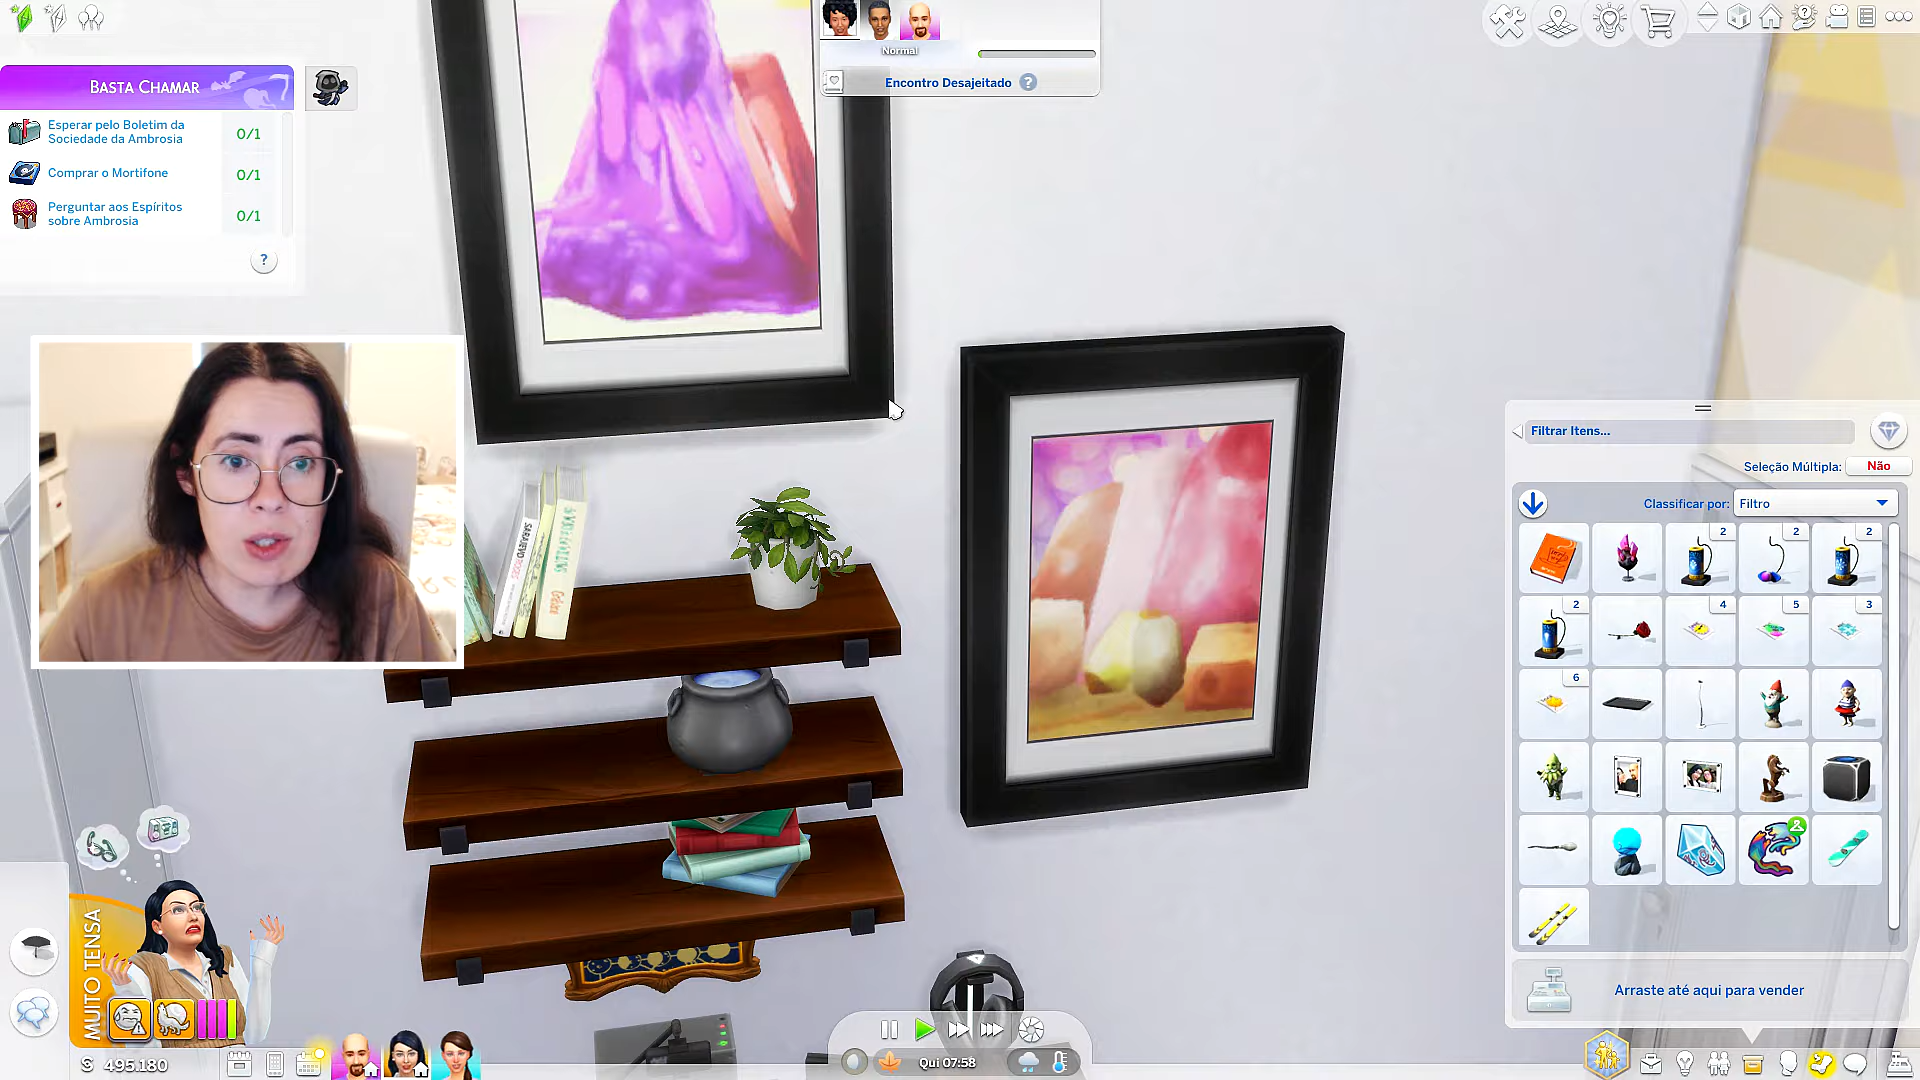 BASTA CHAMAR
Esperar pelo Boletim da
Sociedade da Ambrosia
0/1
Comprar o Mortifone
0/1
Perguntar aos Espíritos
sobre Ambrosia
0/1
?
Normal
Encontro Desajeitado ?
Filtrar Itens...
Seleção Múltipla: Não
Classificar por: Filtro
2
2
2
2
4
5
3
6
Arraste até aqui para vender
SARAJEVO
MUITO TENSA
495.180
Qui 07:58